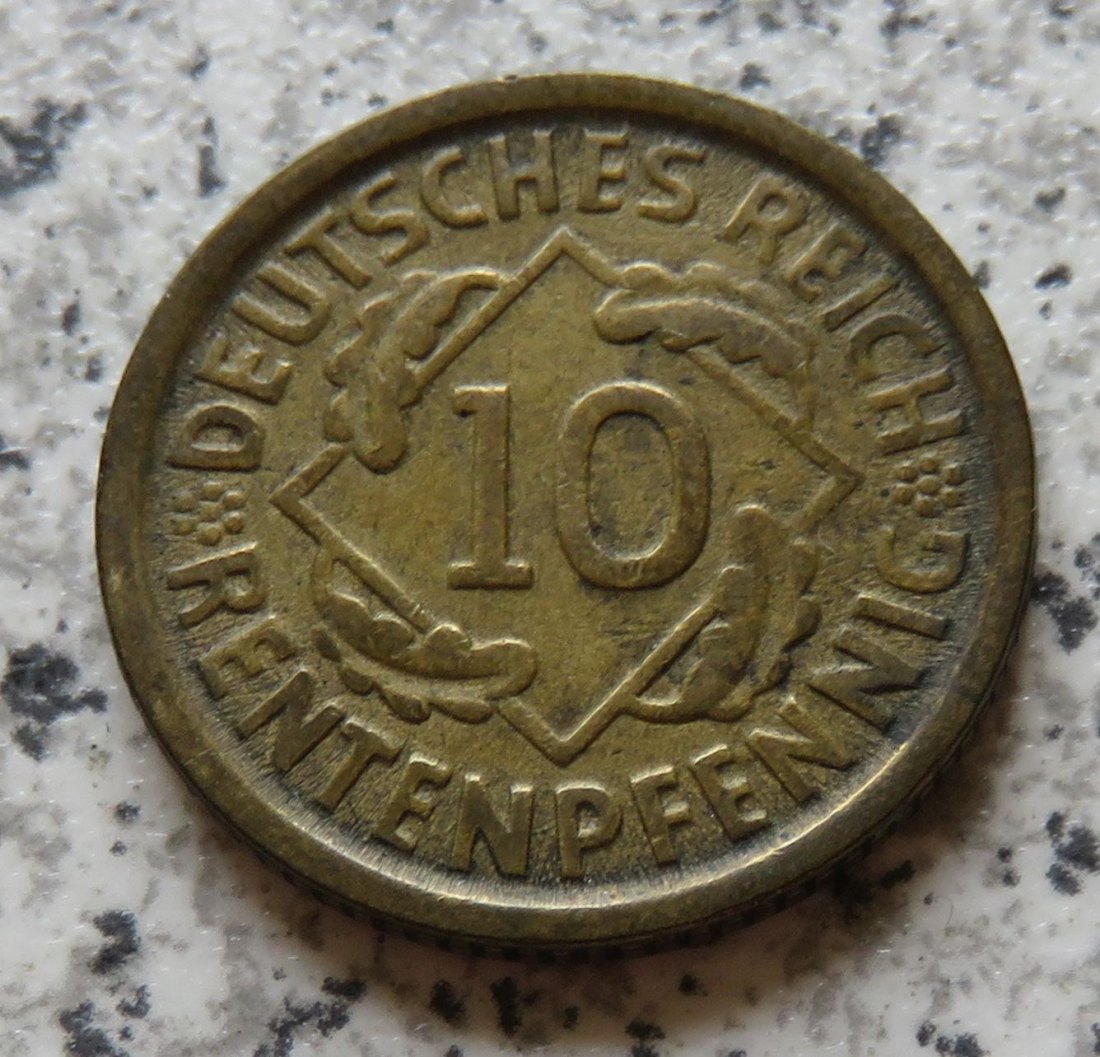 DEUTSCHES REICH
10
RENTENPFENNIG